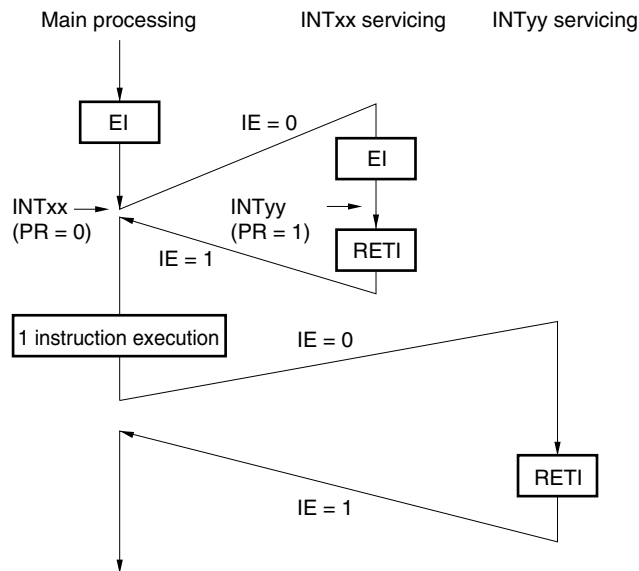 Main processing
INTxx servicing
INTyy servicing
EI
IE = 0
EI
INTxx
(PR = 0)
INTyy
(PR = 1)
RETI
IE = 1
1 instruction execution
IE = 0
RETI
IE = 1